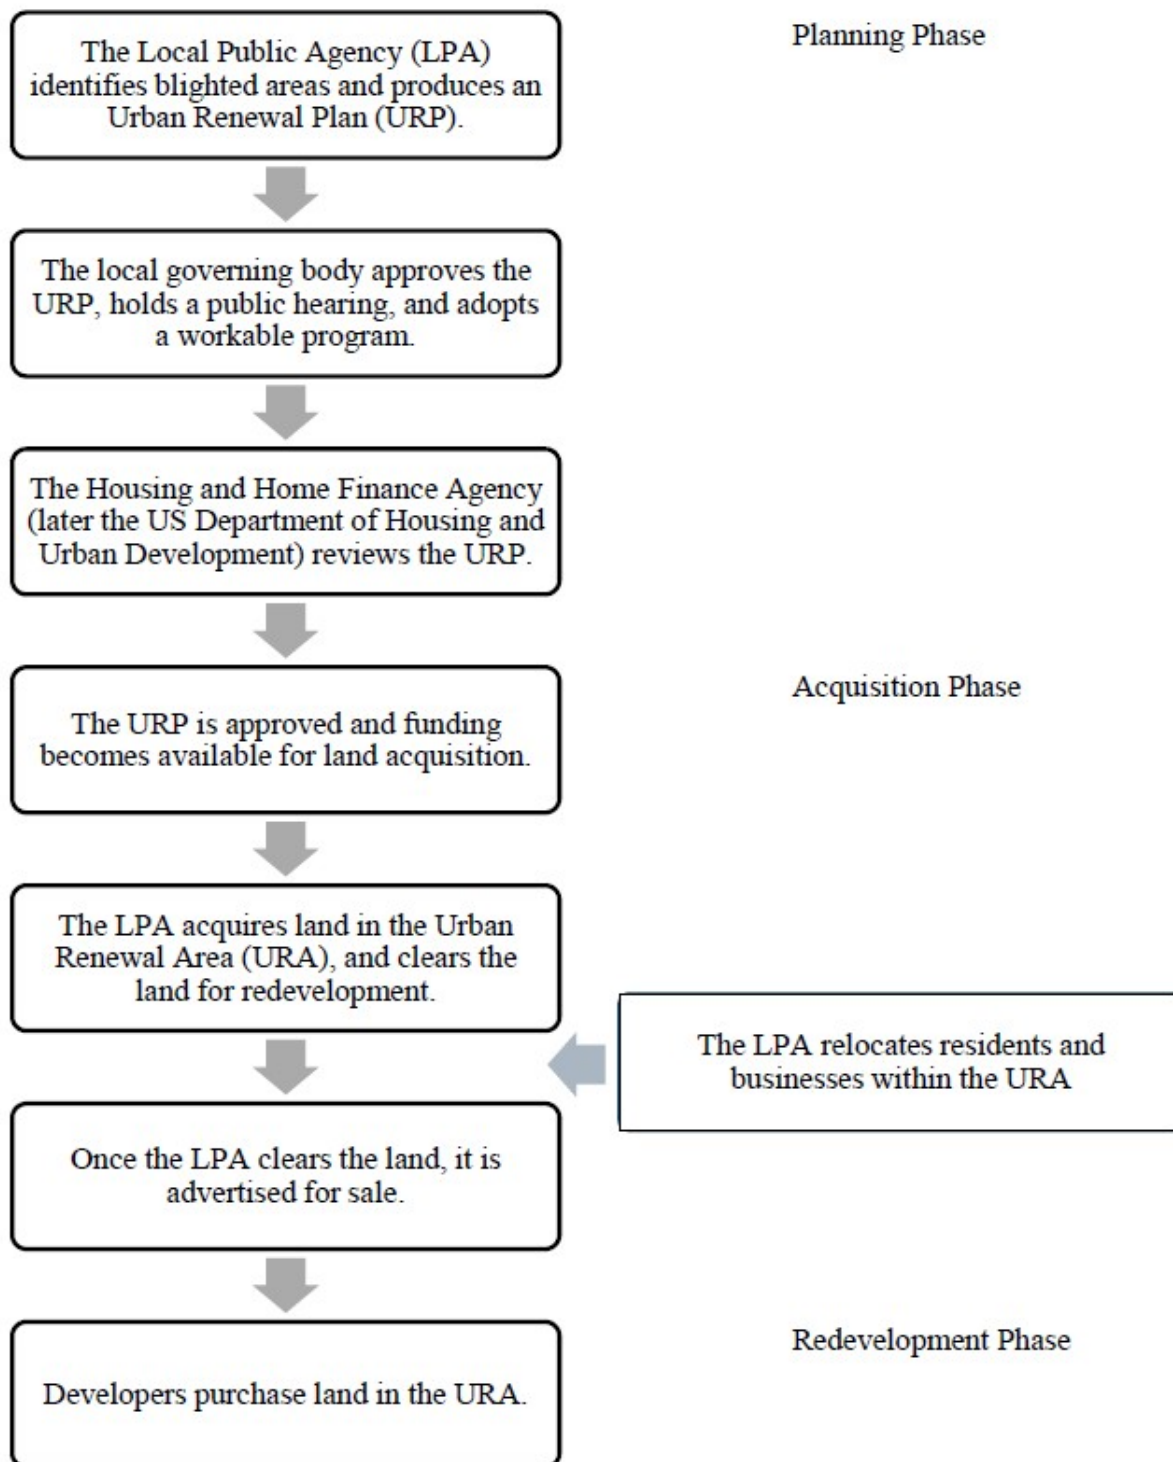 The Local Public Agency (LPA)
identifies blighted areas and produces an
Urban Renewal Plan (URP).
Planning Phase
The local governing body approves the
URP, holds a public hearing, and adopts
a workable program.
The Housing and Home Finance Agency
(later the US Department of Housing and
Urban Development) reviews the URP.
The URP is approved and funding
becomes available for land acquisition.
Acquisition Phase
The LPA acquires land in the Urban
Renewal Area (URA), and clears the
land for redevelopment.
The LPA relocates residents and
businesses within the URA
Once the LPA clears the land, it is
advertised for sale.
Developers purchase land in the URA.
Redevelopment Phase